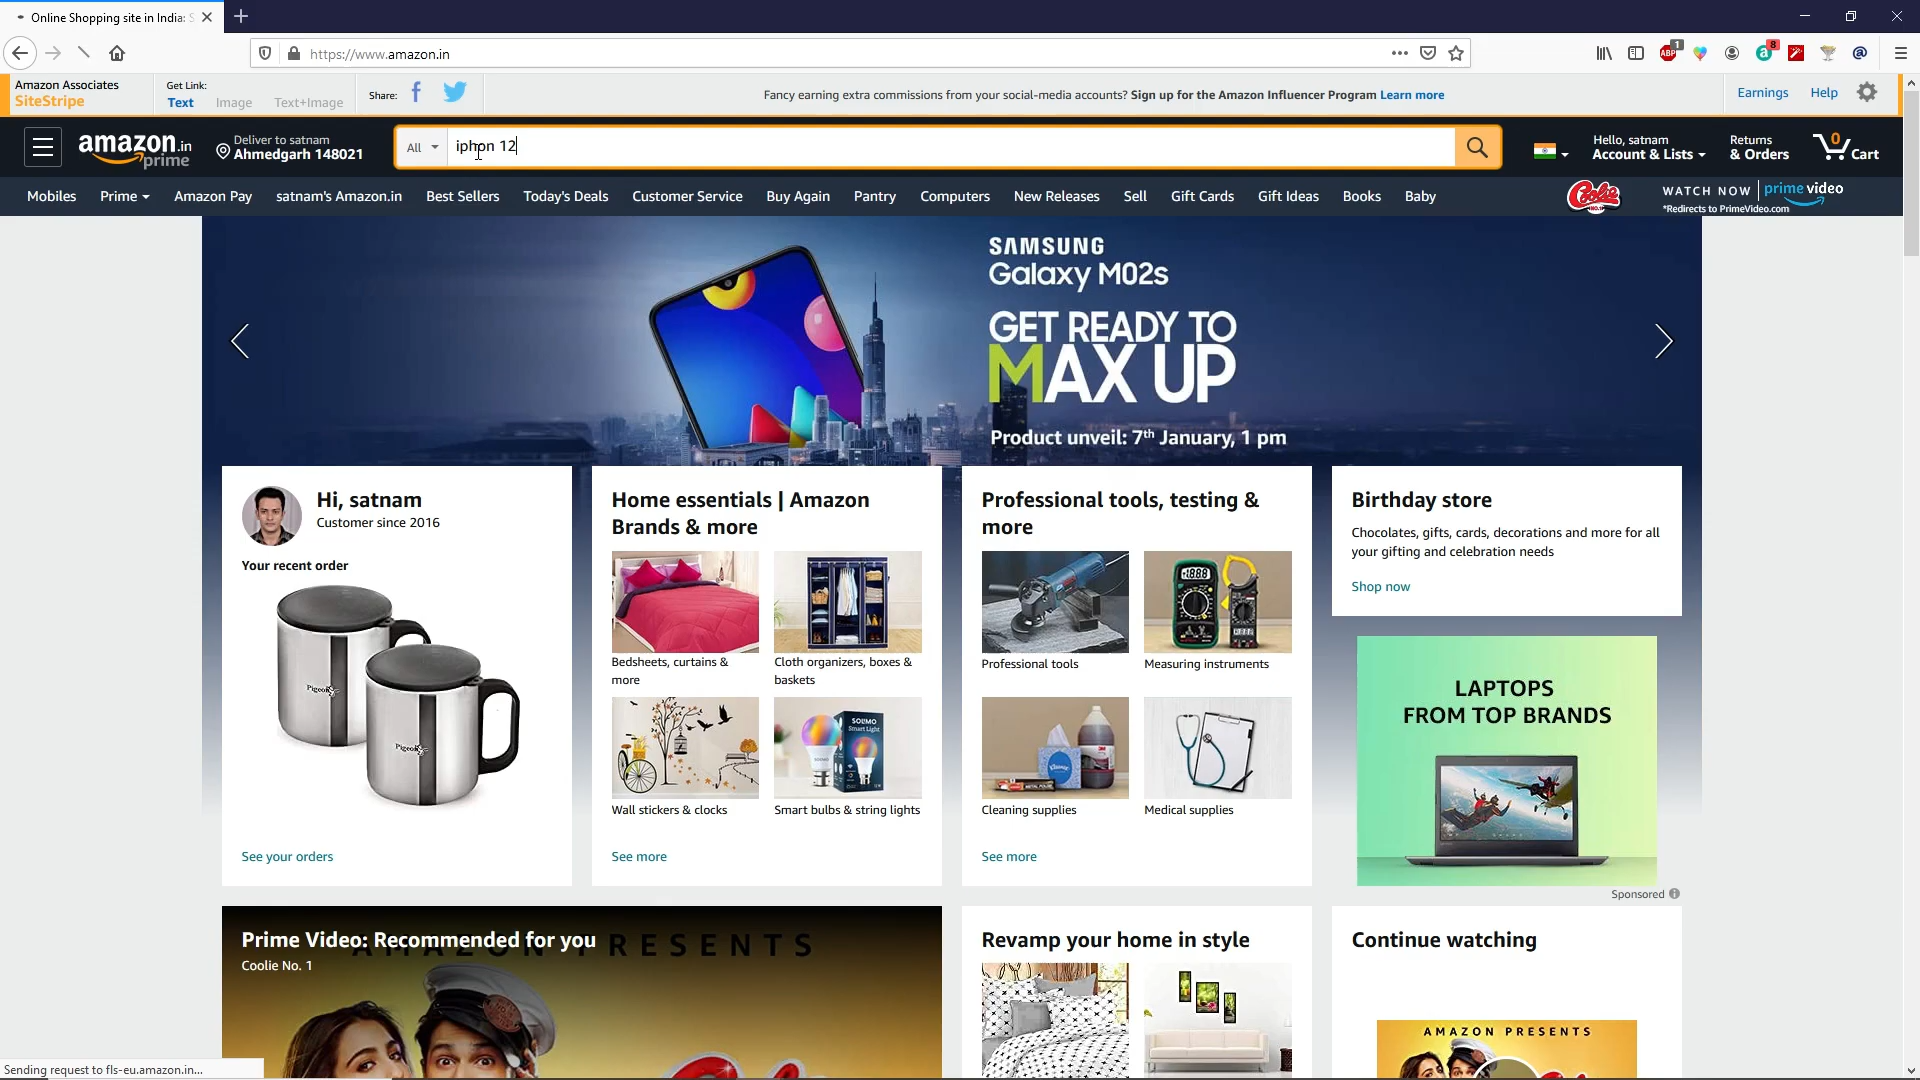 Online Shopping site in India: S
https://www.amazon.in
1
8
Amazon Associates
SiteStripe
Get Link:
Text Image Text+Image
Share:
Fancy earning extra commissions from your social-media accounts? Sign up for the Amazon Influencer Program Learn more
Earnings Help
amazon.in
prime
Deliver to satnam
Ahmedgarh 148021
All
iphon 12
Hello, satnam
Account & Lists
Returns
& Orders
0
Cart
Mobiles Prime Amazon Pay satnam's Amazon.in Best Sellers Today's Deals Customer Service Buy Again Pantry Computers New Releases Sell Gift Cards Gift Ideas Books Baby
Coolie
WATCH NOW prime video
*Redirects to PrimeVideo.com
SAMSUNG
Galaxy M02s
GET READY TO
MAX UP
Product unveil: 7th January, 1 pm
Hi, satnam
Customer since 2016
Your recent order
Pigeon
Pigeon
See your orders
Home essentials | Amazon
Brands & more
Bedsheets, curtains &
more
Cloth organizers, boxes &
baskets
SOLIMO
Smart Light
Wall stickers & clocks
Smart bulbs & string lights
See more
Professional tools, testing &
more
Professional tools
Measuring instruments
Kleenex
3M
Cleaning supplies
Medical supplies
See more
Birthday store
Chocolates, gifts, cards, decorations and more for all
your gifting and celebration needs
Shop now
LAPTOPS
FROM TOP BRANDS
Sponsored
AMAZON PRESENTS
Prime Video: Recommended for you
Coolie No. 1
Revamp your home in style
Continue watching
AMAZON PRESENTS
Sending request to fls-eu.amazon.in...